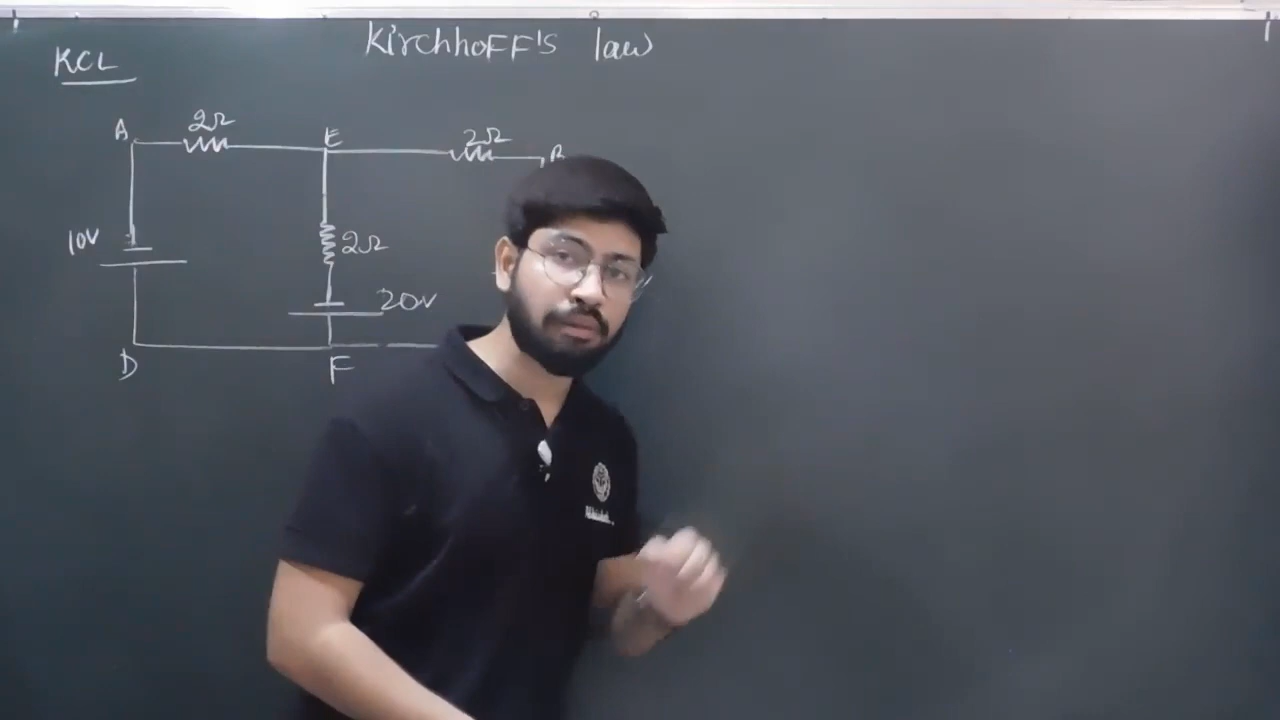 Kirchhoff's law
KCL
A 2Ω E 2Ω B
10V 2Ω 20V
D F